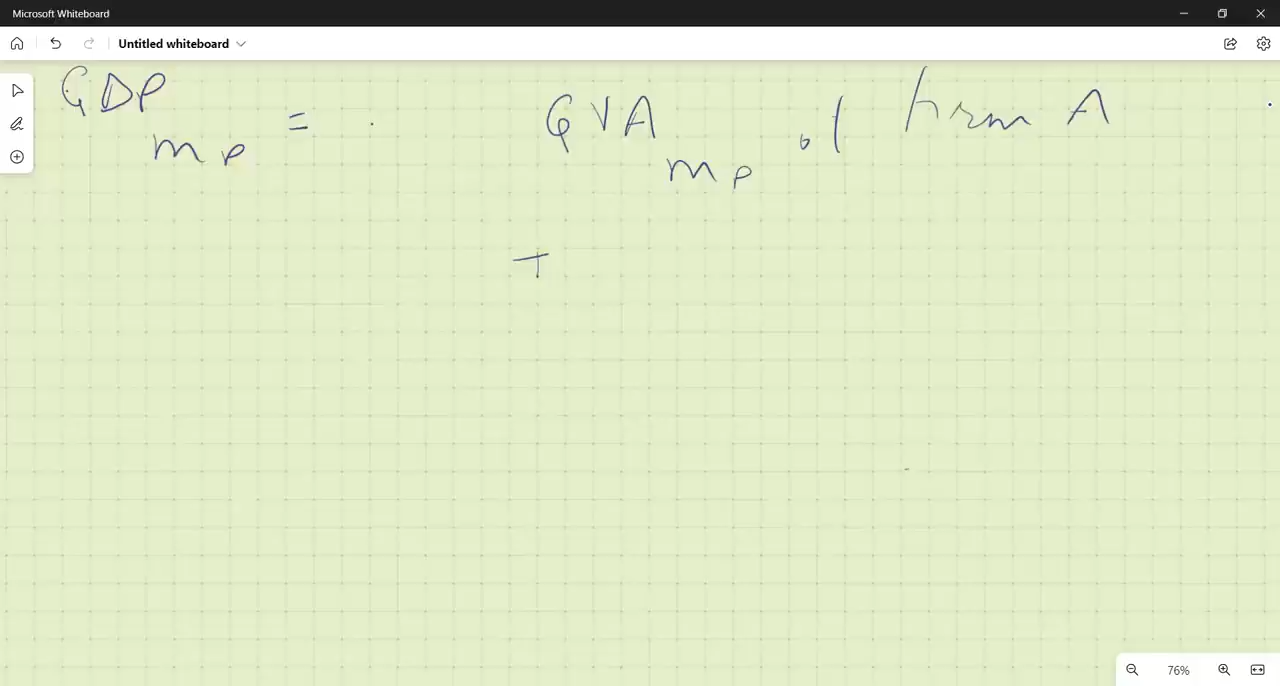 Microsoft Whiteboard
Untitled whiteboard
GDP mp = GVA mp of firm A
+
76%